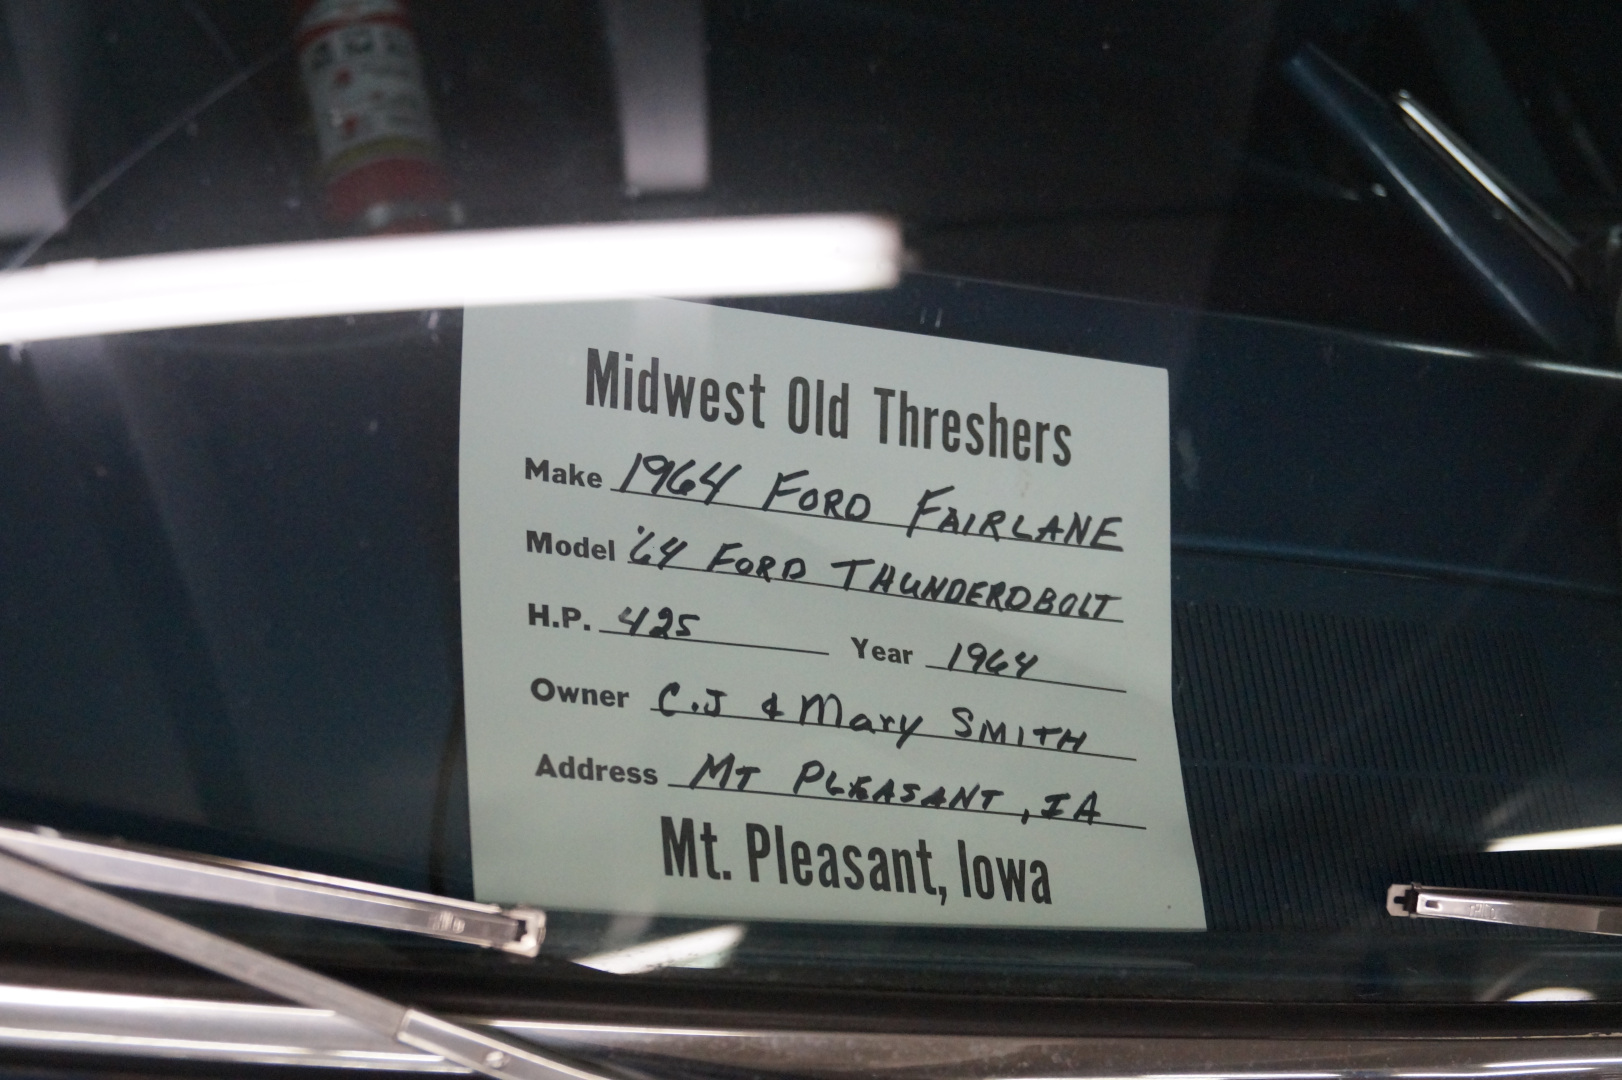 Midwest Old Threshers
Make 1964 FORD FAIRLANE
Model '64 FORD THUNDERDBOLT
H.P. 425 Year 1964
Owner C.J & Mary SMITH
Address MT PLEASANT, IA
Mt. Pleasant, Iowa